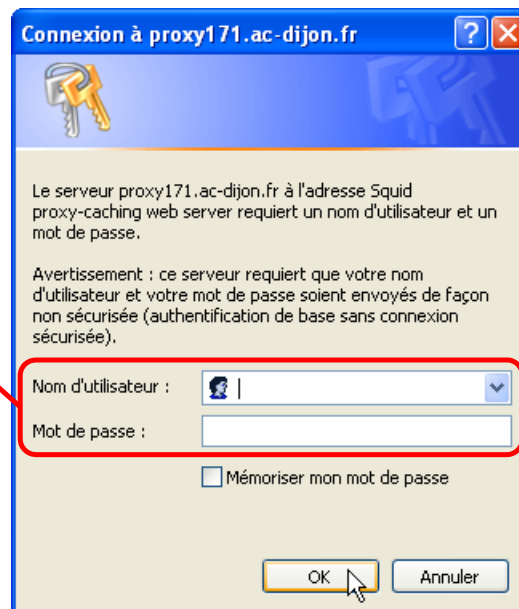 Connexion à proxy171.ac-dijon.fr
Le serveur proxy171.ac-dijon.fr à l'adresse Squid
proxy-caching web server requiert un nom d'utilisateur et un
mot de passe.
Avertissement : ce serveur requiert que votre nom
d'utilisateur et votre mot de passe soient envoyés de façon
non sécurisée (authentification de base sans connexion
sécurisée).
Nom d'utilisateur :
Mot de passe :
Mémoriser mon mot de passe
OK
Annuler